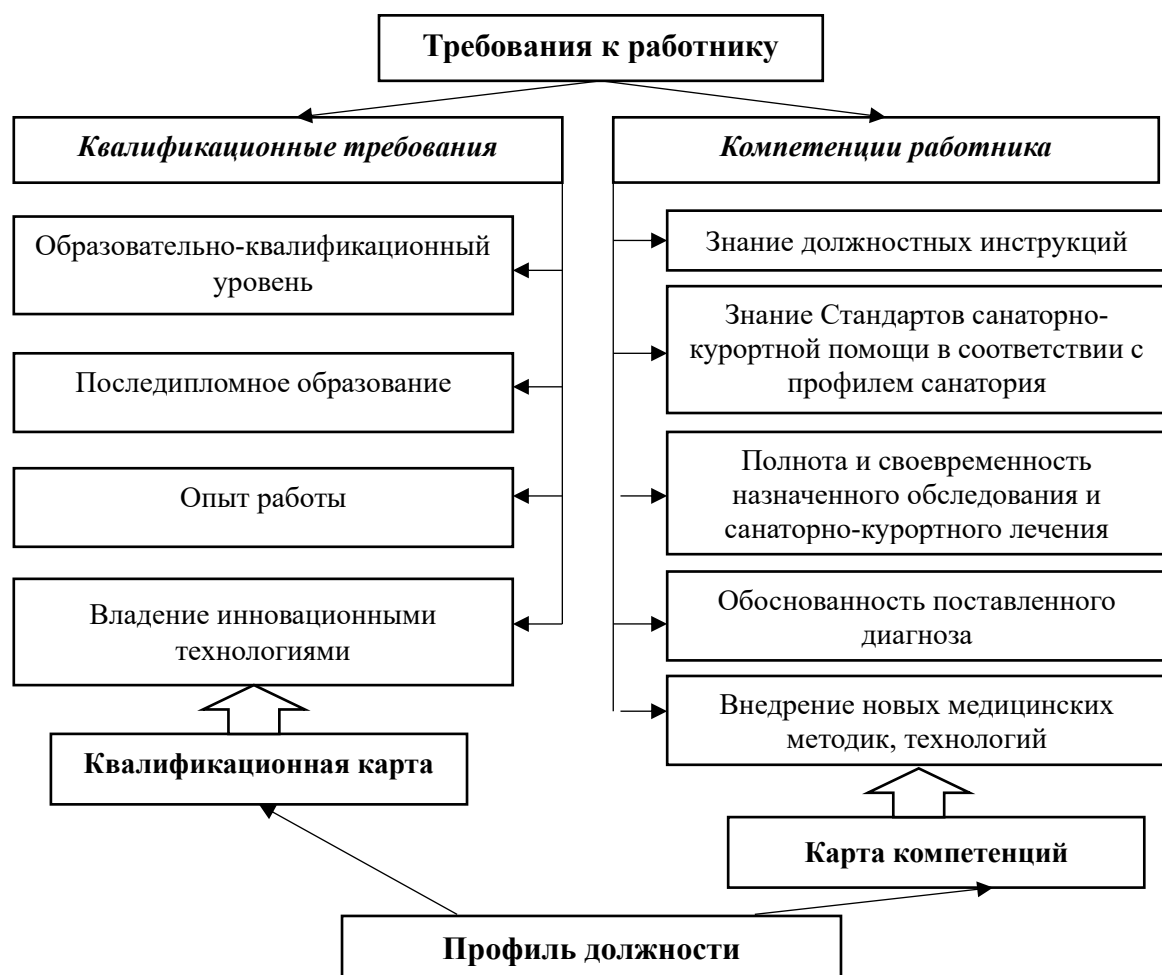 Требования к работнику
Квалификационные требования
Образовательно-квалификационный
уровень
Последипломное образование
Опыт работы
Владение инновационными
технологиями
Квалификационная карта
Компетенции работника
Знание должностных инструкций
Знание Стандартов санаторно-
курортной помощи в соответствии с
профилем санатория
Полнота и своевременность
назначенного обследования и
санаторно-курортного лечения
Обоснованность поставленного
диагноза
Внедрение новых медицинских
методик, технологий
Карта компетенций
Профиль должности